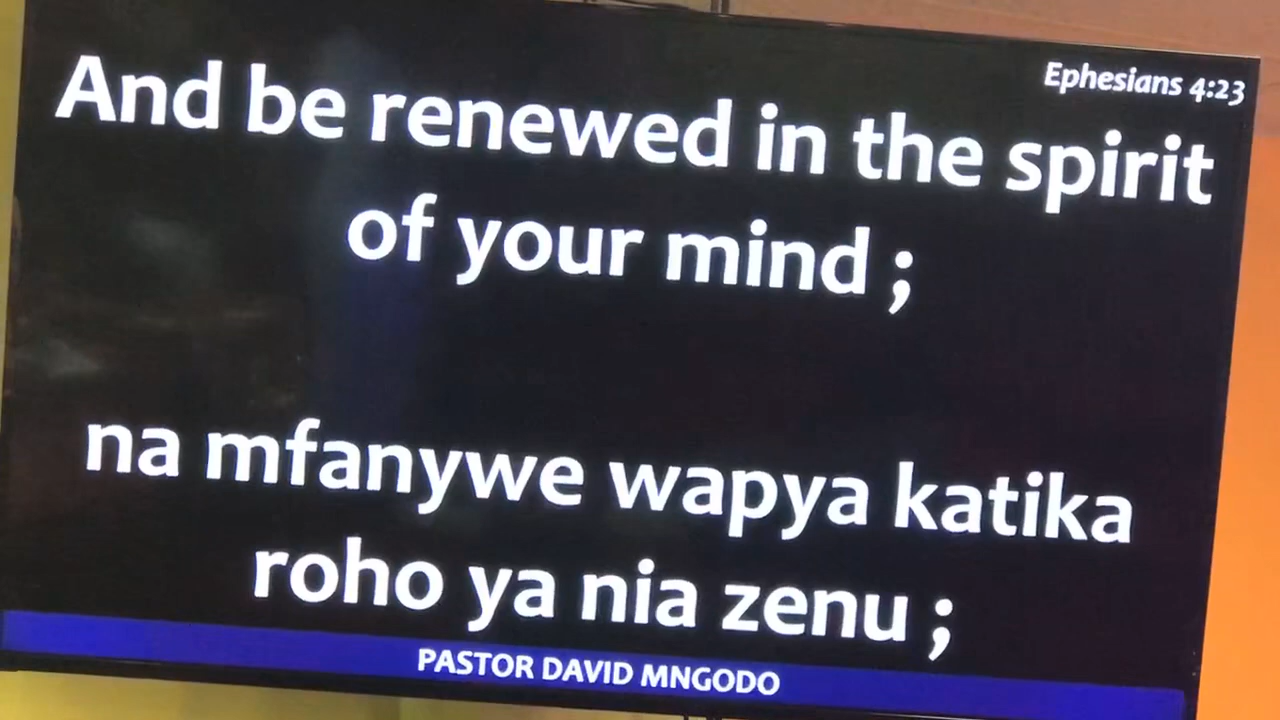 Ephesians 4:23
And be renewed in the spirit
of your mind ;
na mfanywe wapya katika
roho ya nia zenu ;
PASTOR DAVID MNGODO